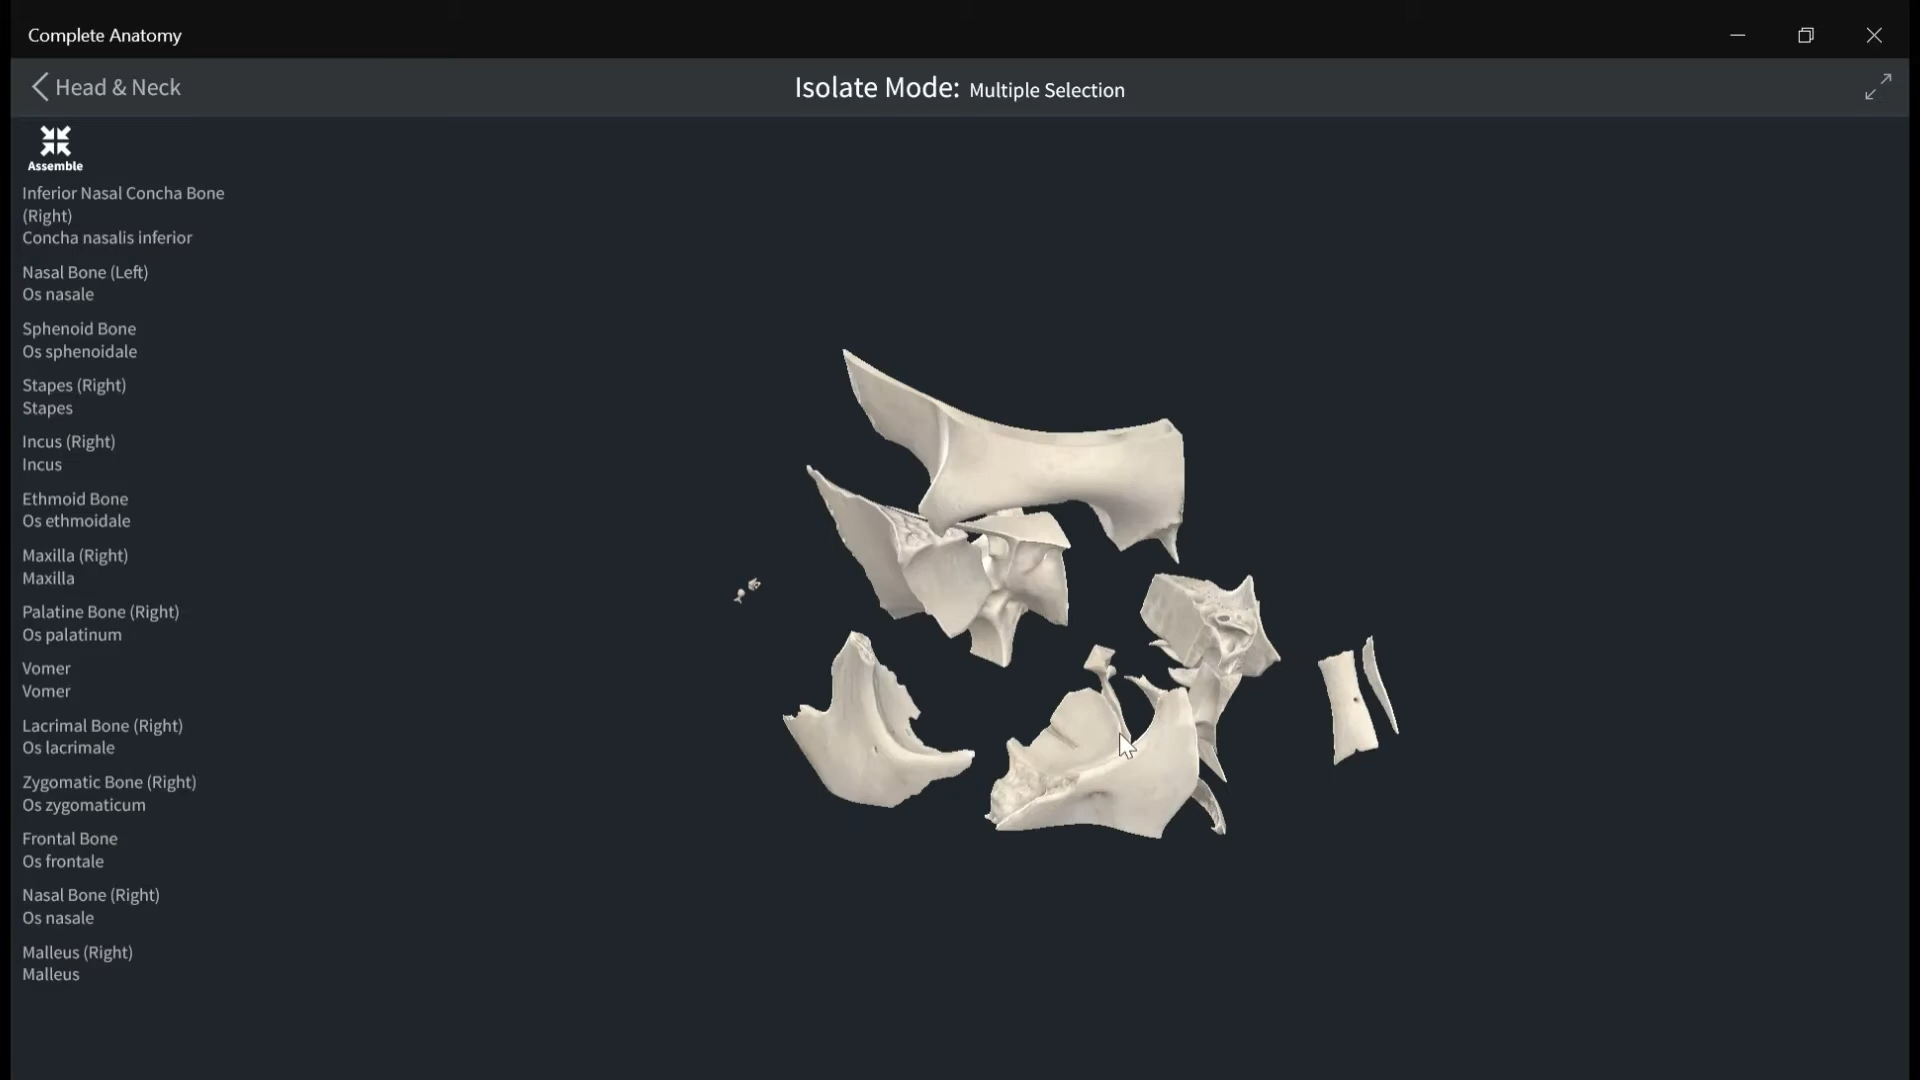 Complete Anatomy
Head & Neck
Isolate Mode: Multiple Selection
Assemble
Inferior Nasal Concha Bone
(Right)
Concha nasalis inferior
Nasal Bone (Left)
Os nasale
Sphenoid Bone
Os sphenoidale
Stapes (Right)
Stapes
Incus (Right)
Incus
Ethmoid Bone
Os ethmoidale
Maxilla (Right)
Maxilla
Palatine Bone (Right)
Os palatinum
Vomer
Vomer
Lacrimal Bone (Right)
Os lacrimale
Zygomatic Bone (Right)
Os zygomaticum
Frontal Bone
Os frontale
Nasal Bone (Right)
Os nasale
Malleus (Right)
Malleus